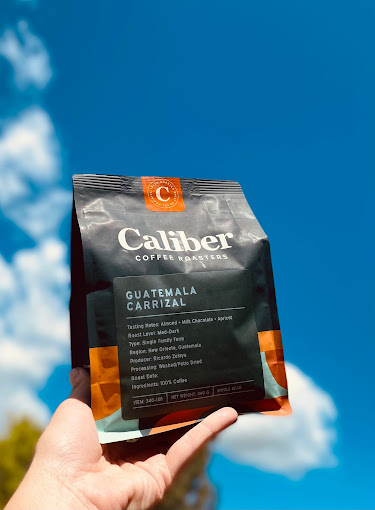 C
Caliber
COFFEE ROASTERS
GUATEMALA
CARRIZAL
Tasting Notes: Almond • Milk Chocolate • Apricot
Roast Level: Med-Dark
Type: Single Family Farm
Region: New Oriente, Guatemala
Producer: Ricardo Zelaya
Processing: Washed/Patio Dried
Roast Date:
Ingredients: 100% Coffee
NET WEIGHT: 340 G
WHOLE BEAN